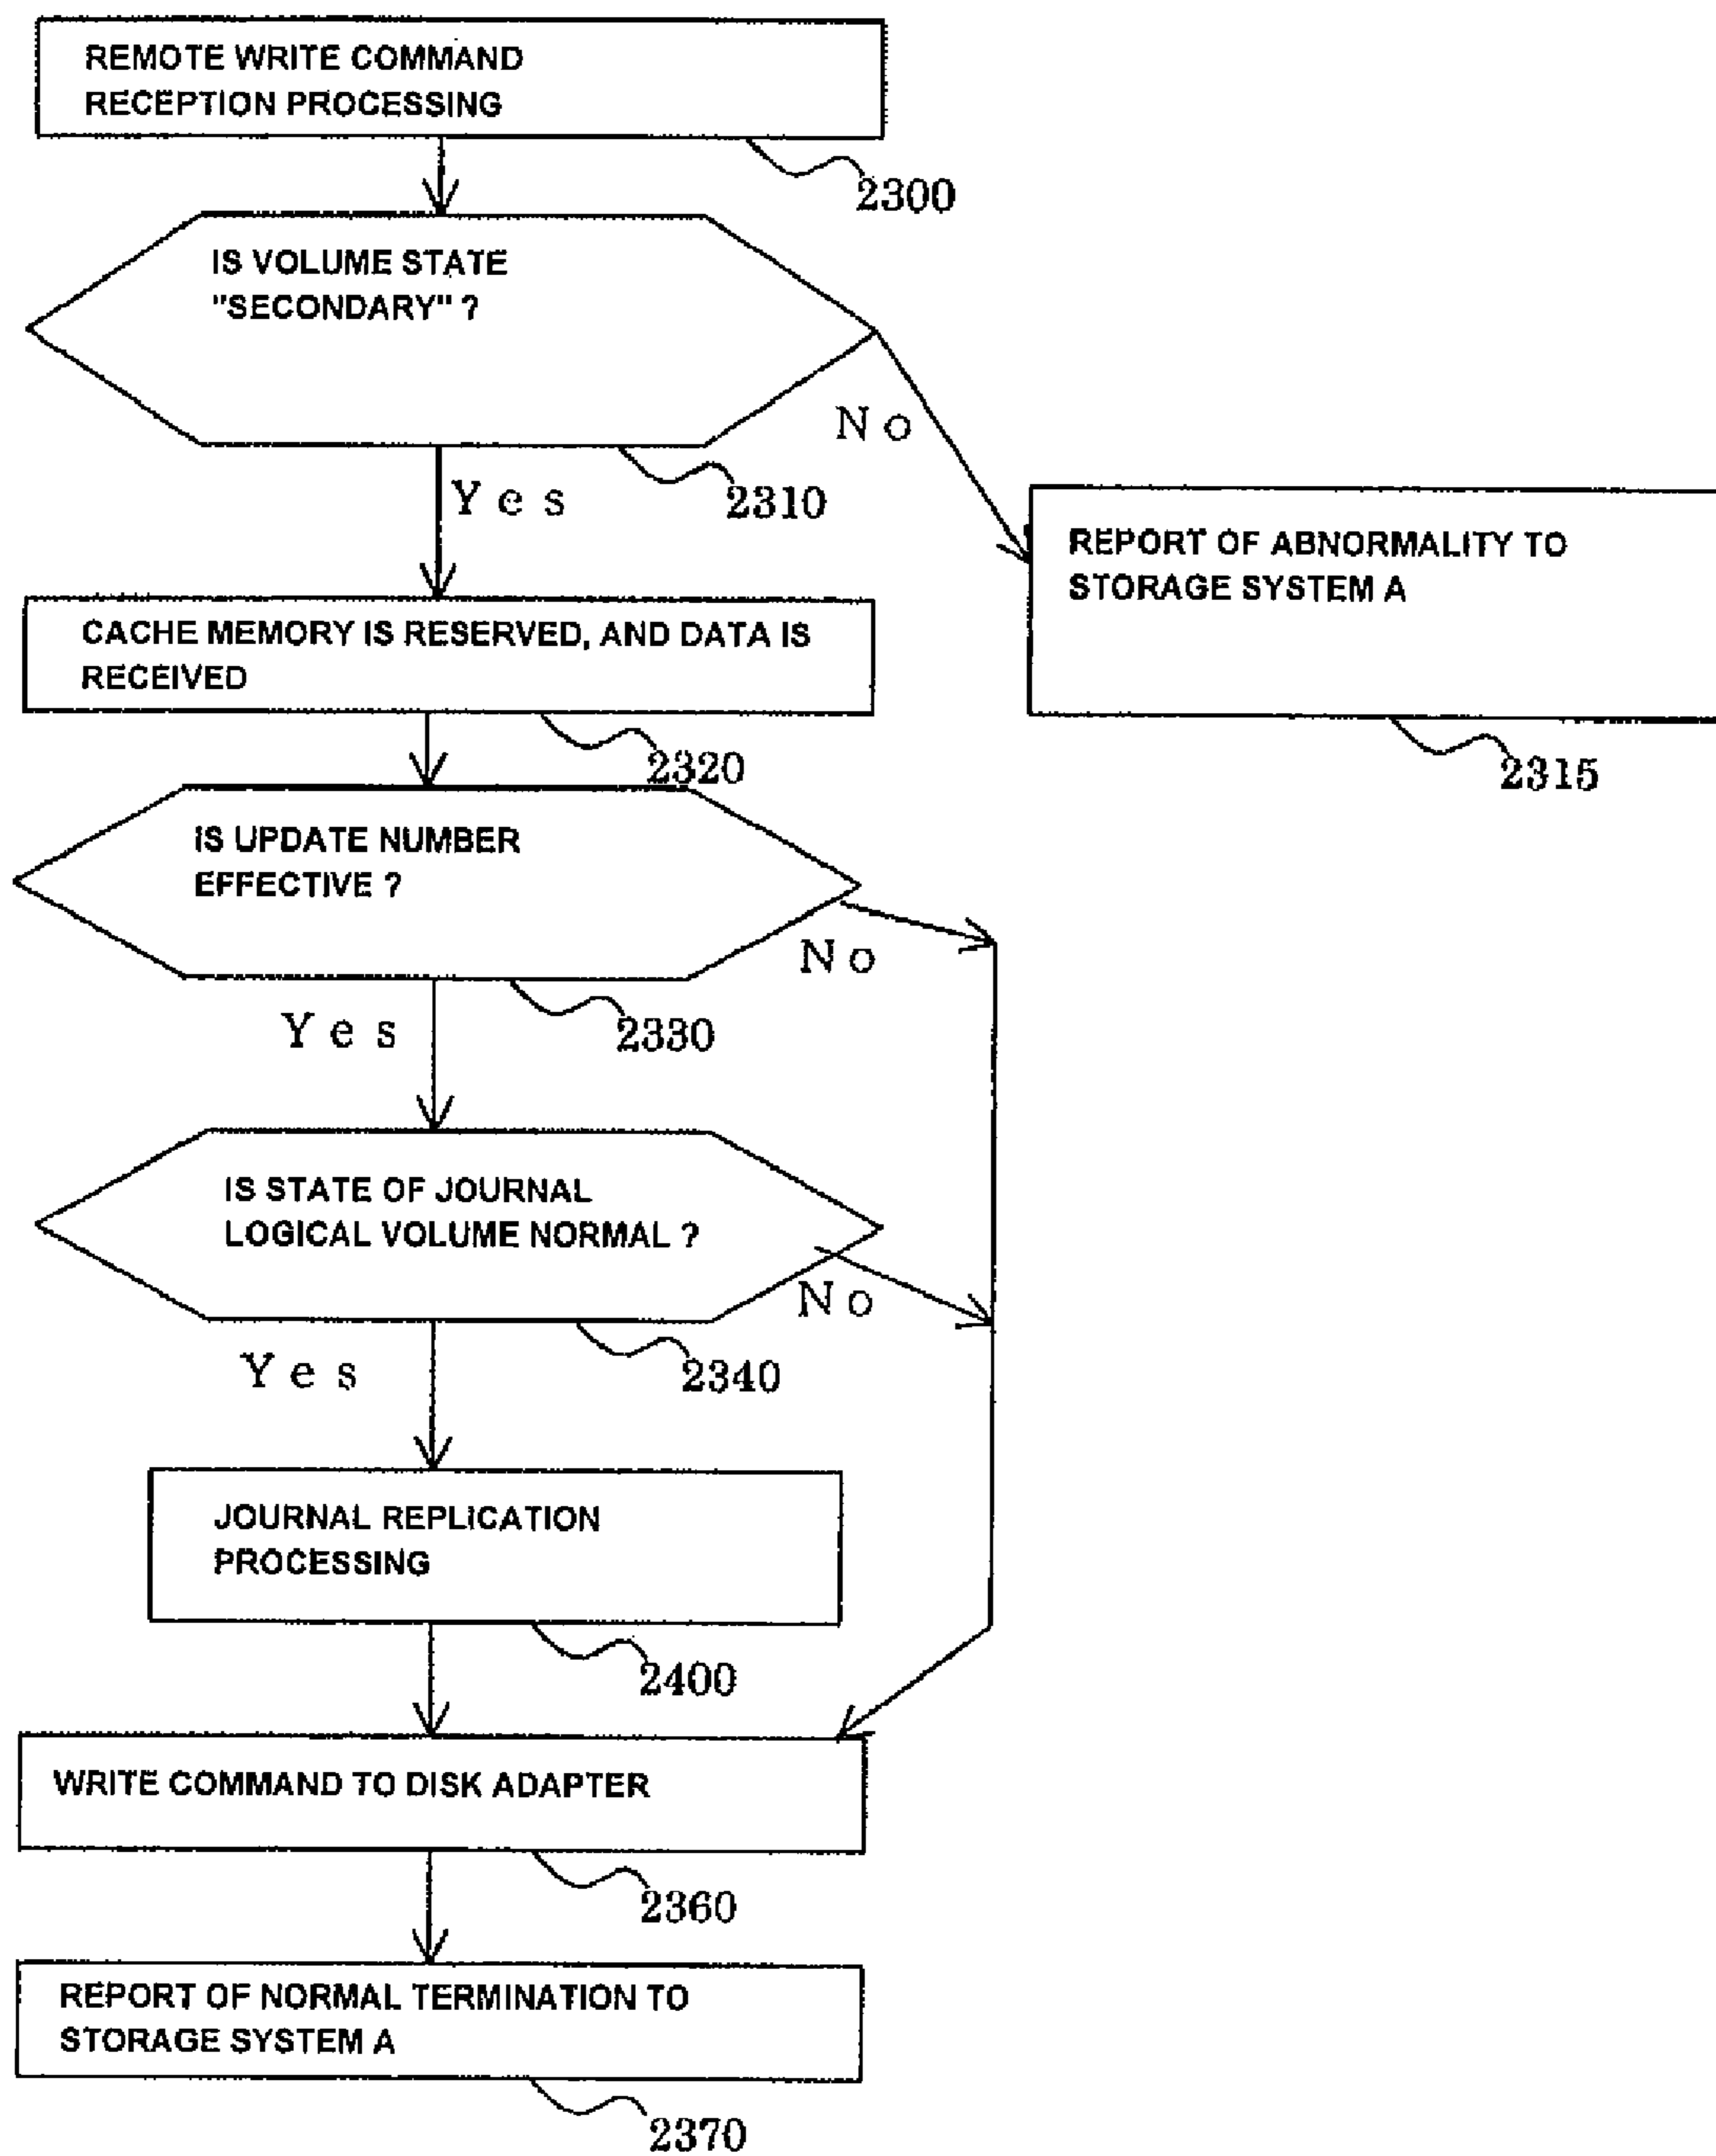 REMOTE WRITE COMMAND
RECEPTION PROCESSING
2300
IS VOLUME STATE
"SECONDARY" ?
No
Yes
2310
REPORT OF ABNORMALITY TO
STORAGE SYSTEM A
2315
CACHE MEMORY IS RESERVED, AND DATA IS
RECEIVED
2320
IS UPDATE NUMBER
EFFECTIVE ?
No
Yes
2330
IS STATE OF JOURNAL
LOGICAL VOLUME NORMAL ?
No
Yes
2340
JOURNAL REPLICATION
PROCESSING
2400
WRITE COMMAND TO DISK ADAPTER
2360
REPORT OF NORMAL TERMINATION TO
STORAGE SYSTEM A
2370